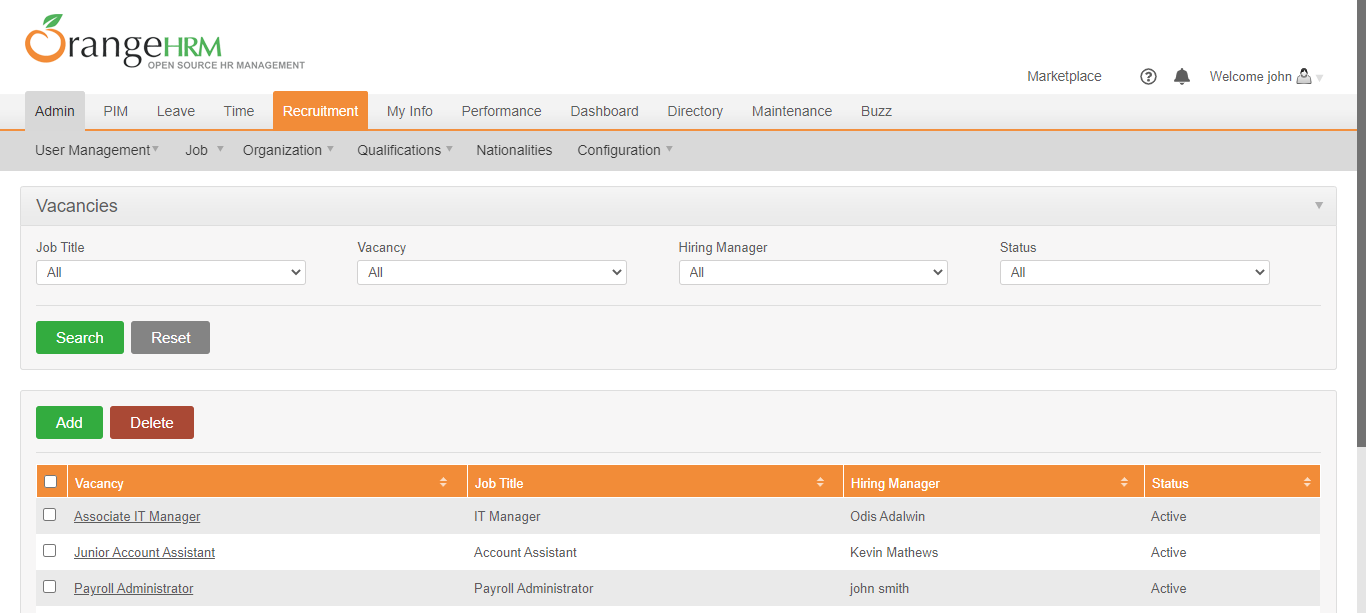 rangeHRM
OPEN SOURCE HR MANAGEMENT
Marketplace ? Welcome john
Admin PIM Leave Time Recruitment My Info Performance Dashboard Directory Maintenance Buzz
User Management Job Organization Qualifications Nationalities Configuration
Vacancies
Job Title Vacancy Hiring Manager Status
All All All All
Search Reset
Add Delete
Vacancy Job Title Hiring Manager Status
Associate IT Manager IT Manager Odis Adalwin Active
Junior Account Assistant Account Assistant Kevin Mathews Active
Payroll Administrator Payroll Administrator john smith Active